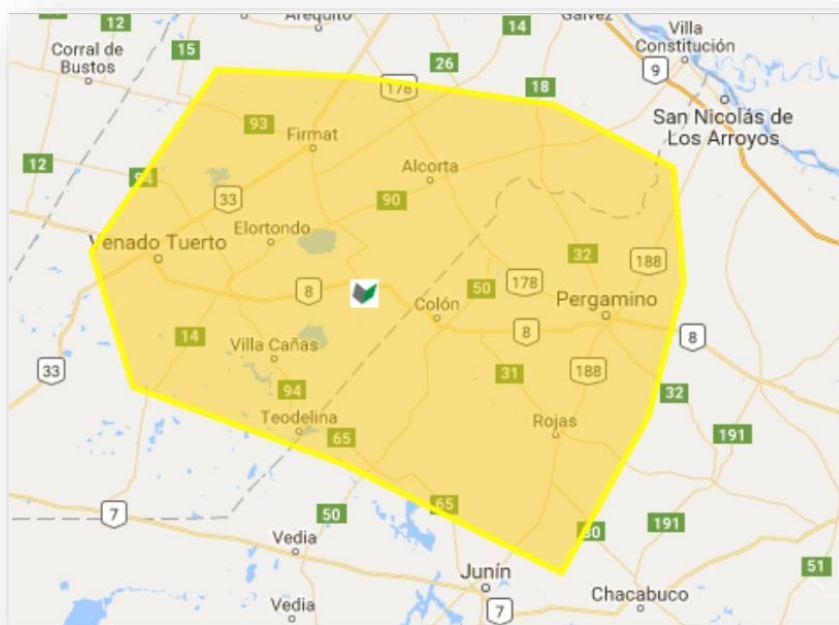 Arequito
Gálvez
14
12
Villa
Constitución
Corral de
Bustos
15
26
9
178
18
San Nicolás de
Los Arroyos
93
Firmat
12
94
Alcorta
33
90
Elortondo
Venado Tuerto
32
188
178
50
8
Pergamino
Colón
8
8
14
Villa Cañas
33
31
188
94
32
Teodelina
Rojas
65
191
65
7
50
191
30
Vedia
51
Junín
Chacabuco
7
Vedia